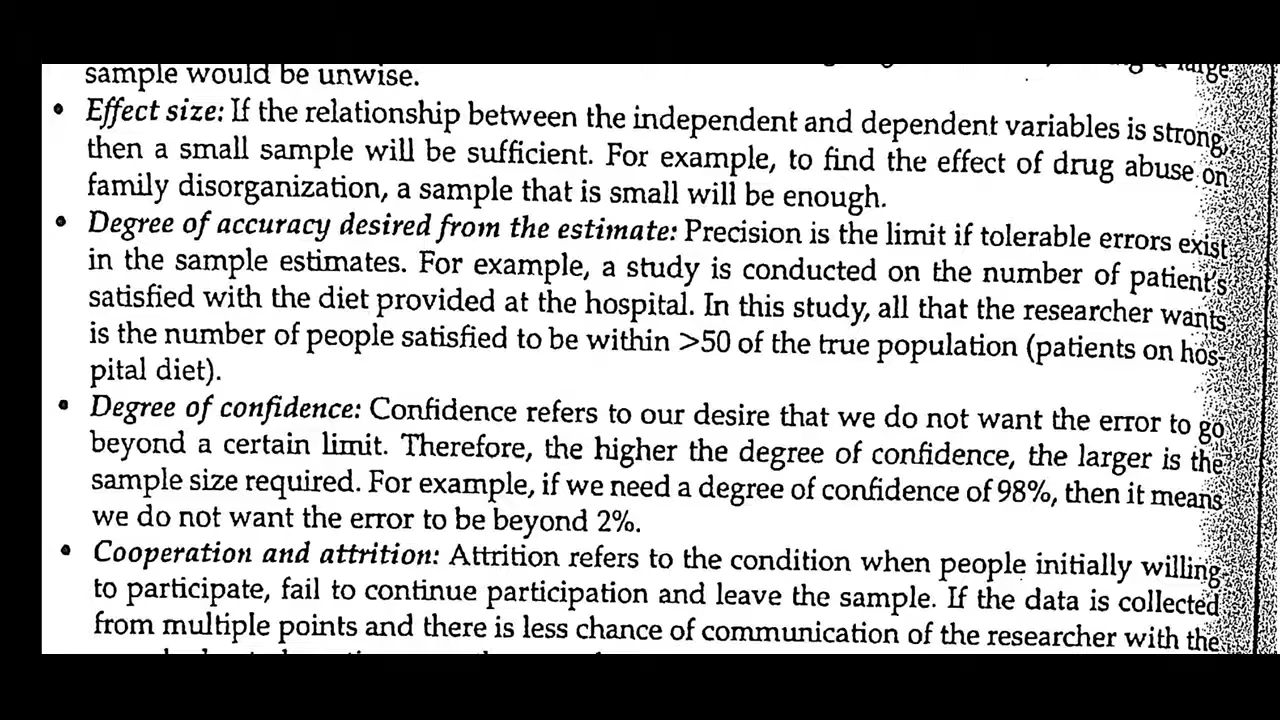 sample would be unwise.
• Effect size: If the relationship between the independent and dependent variables is strong,
then a small sample will be sufficient. For example, to find the effect of drug abuse on
family disorganization, a sample that is small will be enough.
• Degree of accuracy desired from the estimate: Precision is the limit if tolerable errors exist
in the sample estimates. For example, a study is conducted on the number of patient's
satisfied with the diet provided at the hospital. In this study, all that the researcher wants
is the number of people satisfied to be within >50 of the true population (patients on hos-
pital diet).
• Degree of confidence: Confidence refers to our desire that we do not want the error to go
beyond a certain limit. Therefore, the higher the degree of confidence, the larger is the
sample size required. For example, if we need a degree of confidence of 98%, then it means
we do not want the error to be beyond 2%.
• Cooperation and attrition: Attrition refers to the condition when people initially willing
to participate, fail to continue participation and leave the sample. If the data is collected
from multiple points and there is less chance of communication of the researcher with the